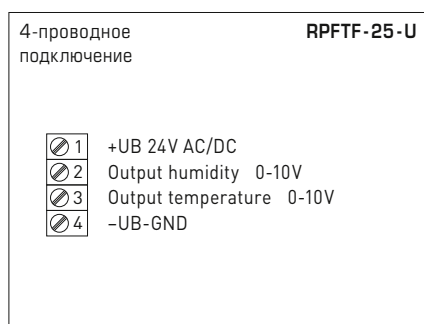 4-проводное RPFTF-25-U
подключение
1 +UB 24V AC/DC
2 Output humidity 0-10V
3 Output temperature 0-10V
4 –UB-GND